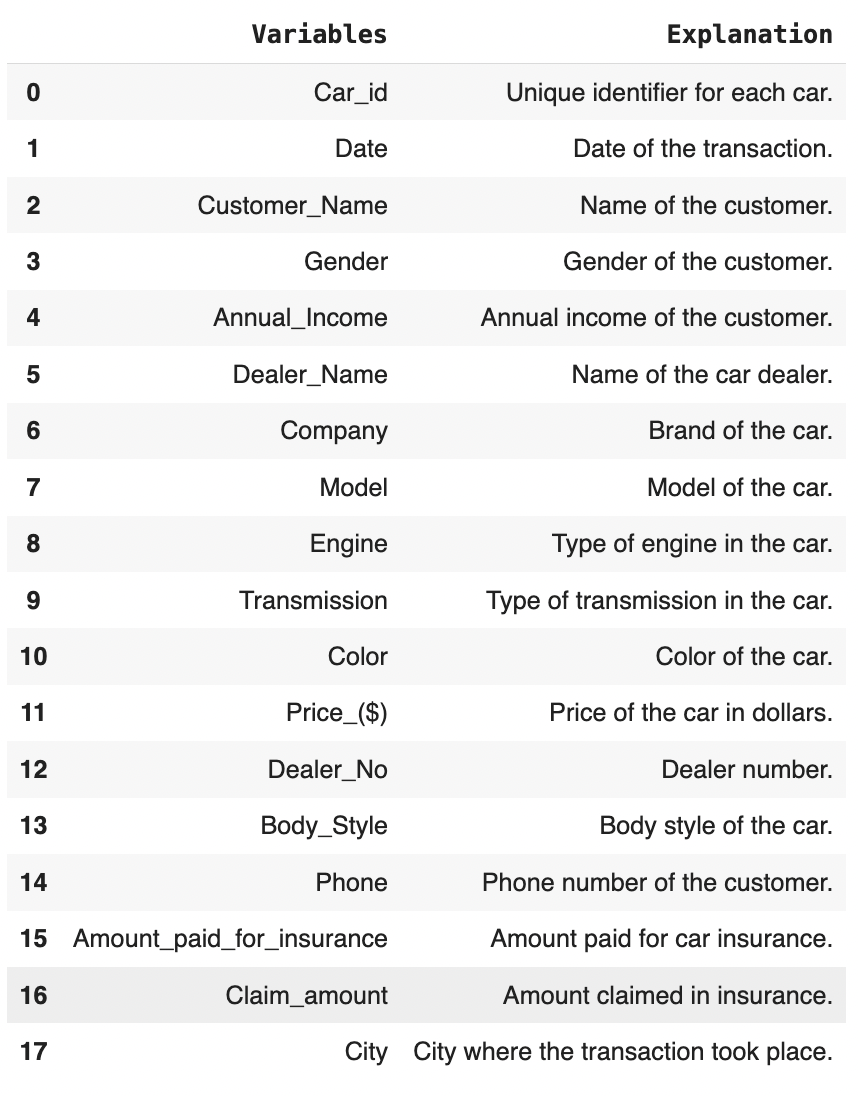 Variables Explanation
0 Car_id Unique identifier for each car.
1 Date Date of the transaction.
2 Customer_Name Name of the customer.
3 Gender Gender of the customer.
4 Annual_Income Annual income of the customer.
5 Dealer_Name Name of the car dealer.
6 Company Brand of the car.
7 Model Model of the car.
8 Engine Type of engine in the car.
9 Transmission Type of transmission in the car.
10 Color Color of the car.
11 Price_($) Price of the car in dollars.
12 Dealer_No Dealer number.
13 Body_Style Body style of the car.
14 Phone Phone number of the customer.
15 Amount_paid_for_insurance Amount paid for car insurance.
16 Claim_amount Amount claimed in insurance.
17 City City where the transaction took place.